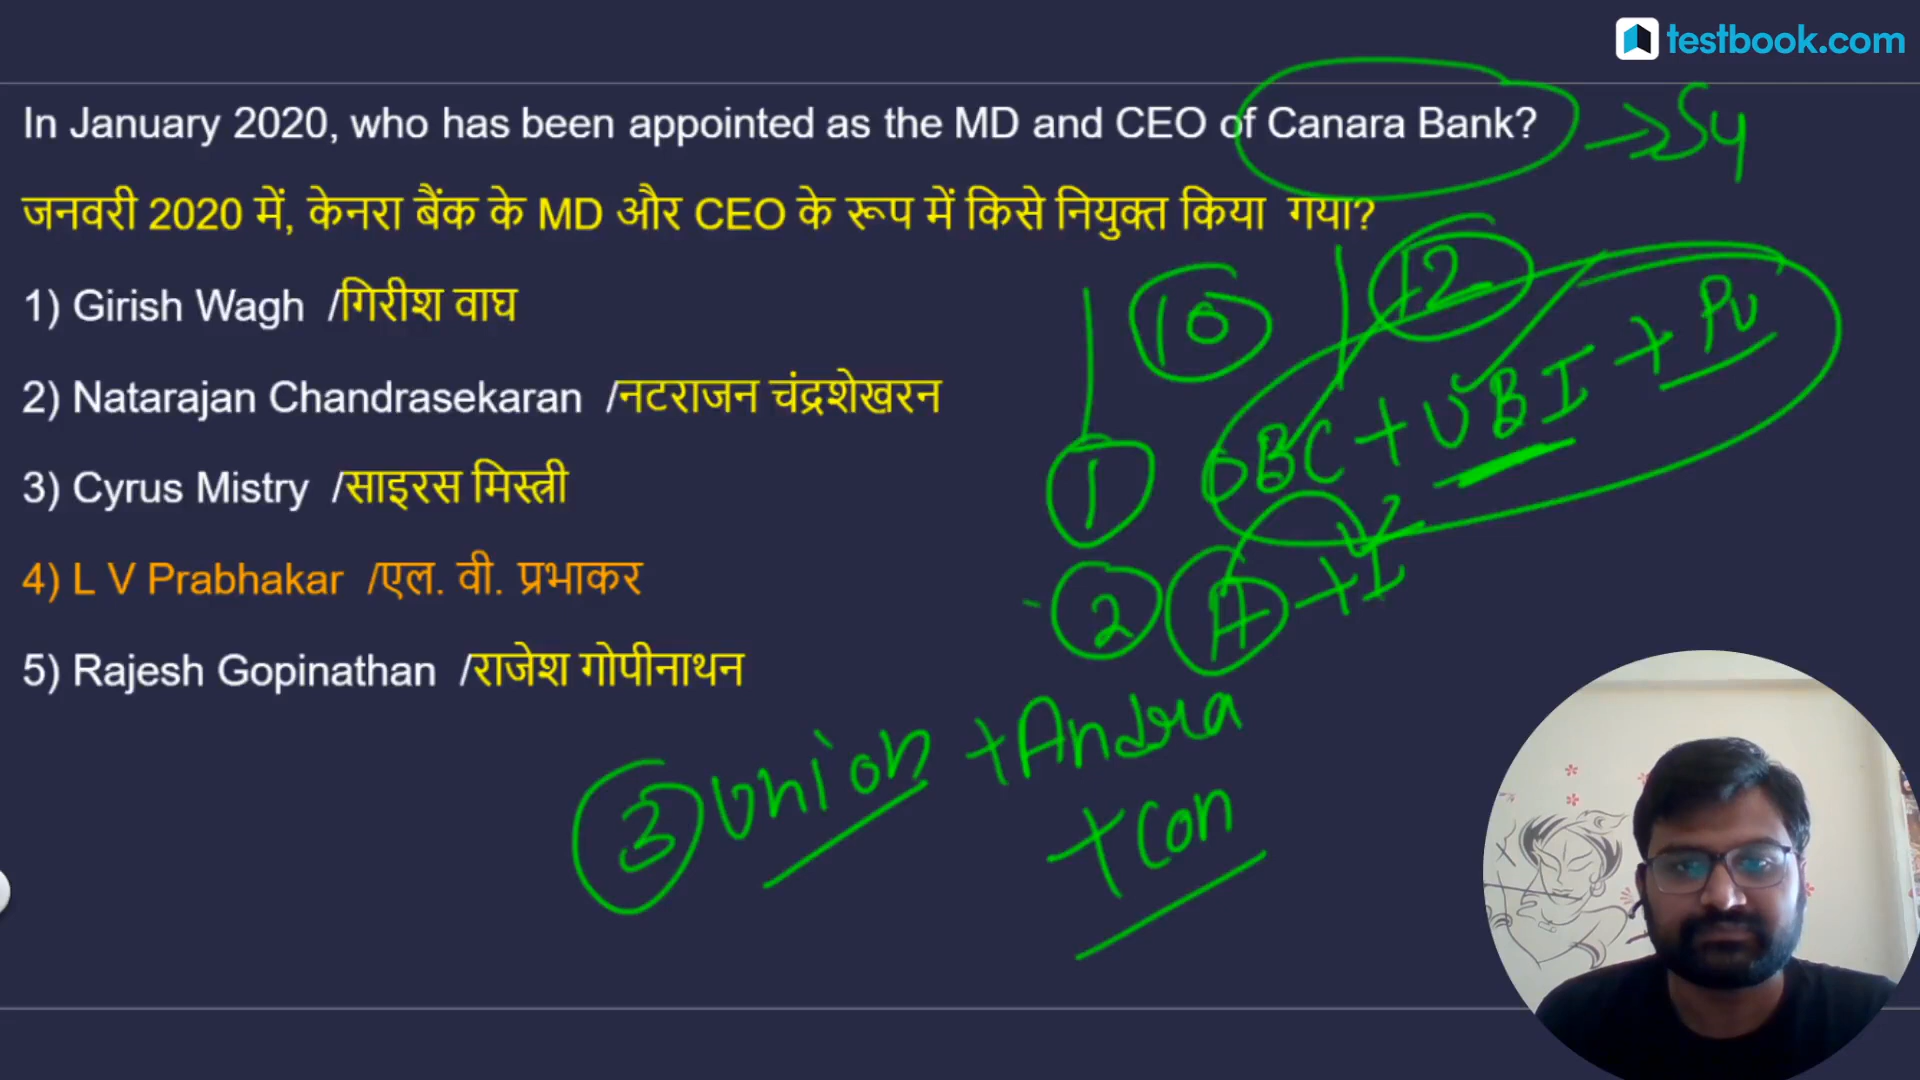 testbook.com
In January 2020, who has been appointed as the MD and CEO of Canara Bank?
→ Sy
जनवरी 2020 में, केनरा बैंक के MD और CEO के रूप में किसे नियुक्त किया गया?
1) Girish Wagh /गिरीश वाघ
10
12
2) Natarajan Chandrasekaran /नटराजन चंद्रशेखरन
OBC + UBI + PN
3) Cyrus Mistry /साइरस मिस्त्री
1
4) L V Prabhakar /एल. वी. प्रभाकर
2 A + I
5) Rajesh Gopinathan /राजेश गोपीनाथन
3 Union + Andra
+ Con